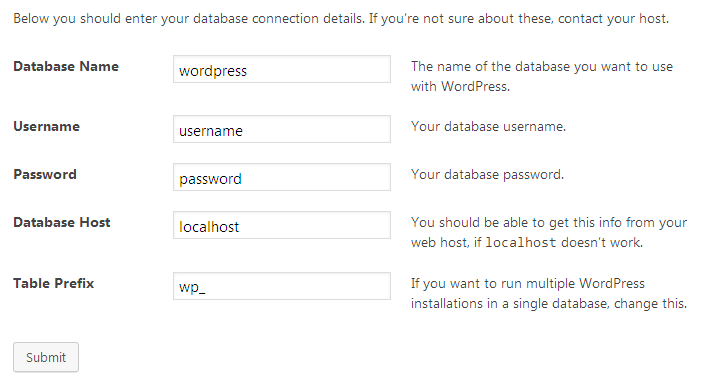 Below you should enter your database connection details. If you're not sure about these, contact your host.
Database Name
wordpress
The name of the database you want to use
with WordPress.
Username
username
Your database username.
Password
password
Your database password.
Database Host
localhost
You should be able to get this info from your
web host, if localhost doesn't work.
Table Prefix
wp_
If you want to run multiple WordPress
installations in a single database, change this.
Submit